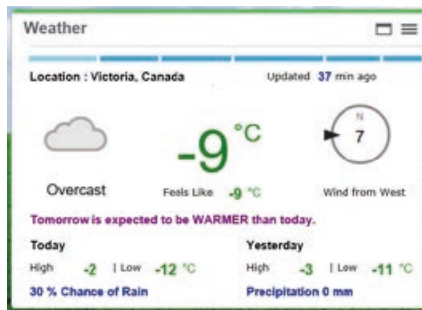 Weather
Location : Victoria, Canada Updated 37 min ago
-9 °C
N
7
Overcast Feels Like -9 °C Wind from West
Tomorrow is expected to be WARMER than today.
Today Yesterday
High -2 | Low -12 °C High -3 | Low -11 °C
30 % Chance of Rain Precipitation 0 mm